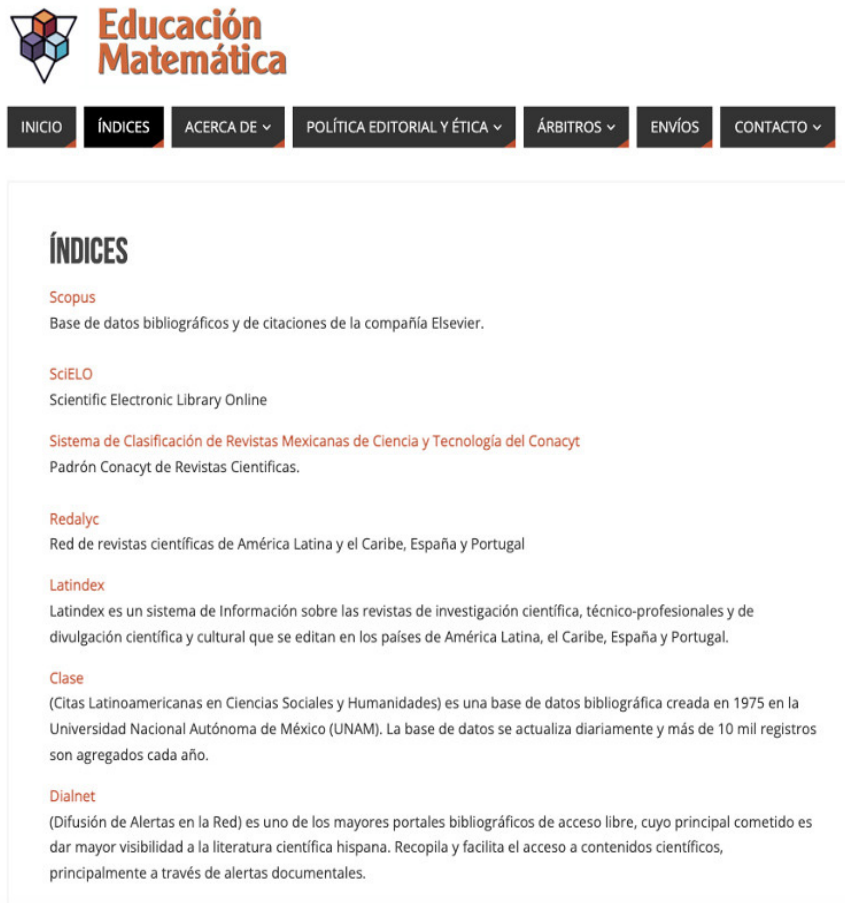 Educación
Matemática
INICIO
ÍNDICES
ACERCA DE
POLÍTICA EDITORIAL Y ÉTICA
ÁRBITROS
ENVÍOS
CONTACTO
ÍNDICES
Scopus
Base de datos bibliográficos y de citaciones de la compañía Elsevier.
SciELO
Scientific Electronic Library Online
Sistema de Clasificación de Revistas Mexicanas de Ciencia y Tecnología del Conacyt
Padrón Conacyt de Revistas Cientificas.
Redalyc
Red de revistas científicas de América Latina y el Caribe, España y Portugal
Latindex
Latindex es un sistema de Información sobre las revistas de investigación científica, técnico-profesionales y de
divulgación científica y cultural que se editan en los países de América Latina, el Caribe, España y Portugal.
Clase
(Citas Latinoamericanas en Ciencias Sociales y Humanidades) es una base de datos bibliográfica creada en 1975 en la
Universidad Nacional Autónoma de México (UNAM). La base de datos se actualiza diariamente y más de 10 mil registros
son agregados cada año.
Dialnet
(Difusión de Alertas en la Red) es uno de los mayores portales bibliográficos de acceso libre, cuyo principal cometido es
dar mayor visibilidad a la literatura científica hispana. Recopila y facilita el acceso a contenidos científicos,
principalmente a través de alertas documentales.